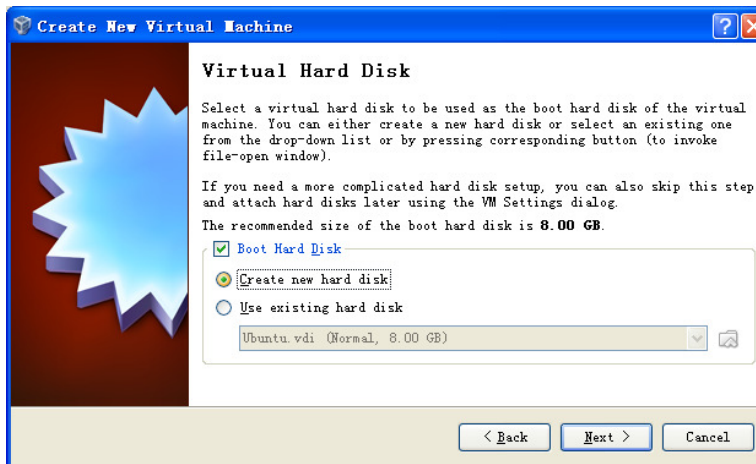 Create New Virtual Machine
Virtual Hard Disk
Select a virtual hard disk to be used as the boot hard disk of the virtual
machine. You can either create a new hard disk or select an existing one
from the drop-down list or by pressing corresponding button (to invoke
file-open window).
If you need a more complicated hard disk setup, you can also skip this step
and attach hard disks later using the VM Settings dialog.
The recommended size of the boot hard disk is 8.00 GB.
Boot Hard Disk
Create new hard disk
Use existing hard disk
Ubuntu.vdi (Normal, 8.00 GB)
< Back Next > Cancel